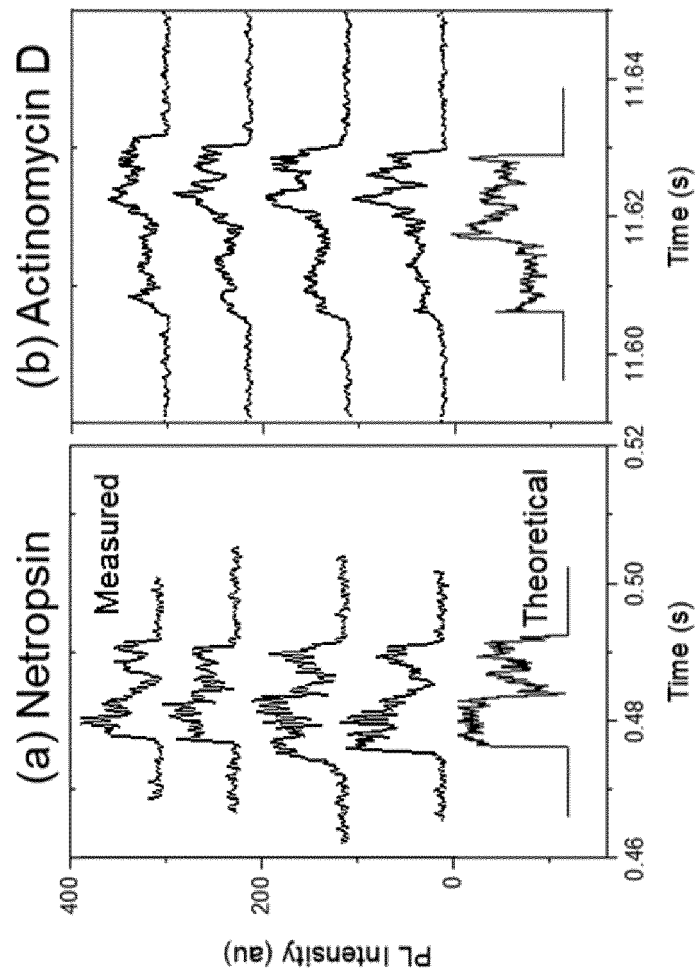 (a) Netropsin
(b) Actinomycin D
Measured
Theoretical
PL Intensity (au)
400
200
0
0.46
0.48
0.50
0.52
Time (s)
11.60
11.62
11.64
Time (s)